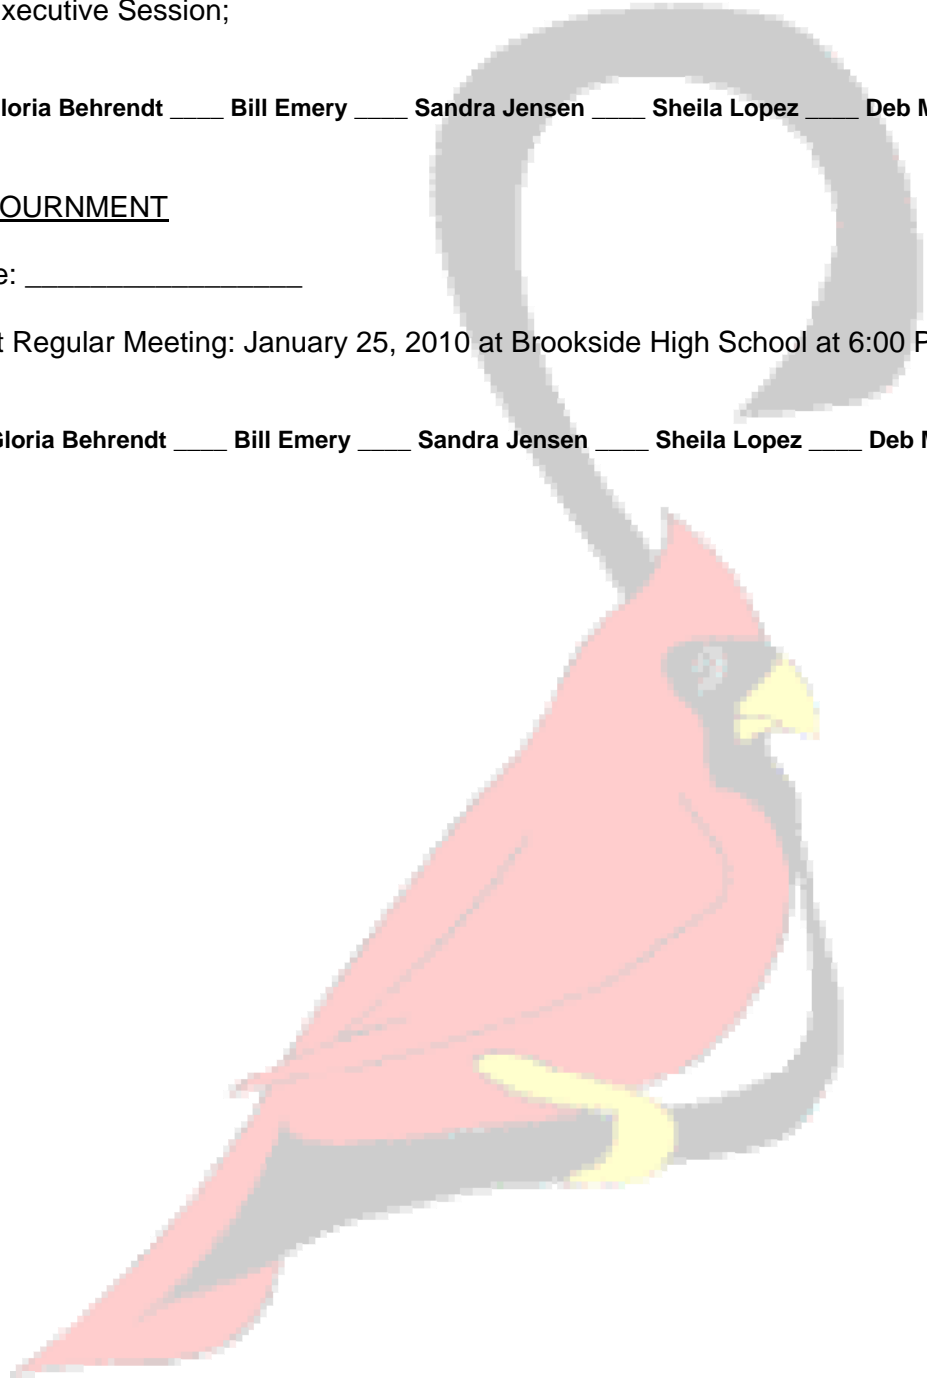 xecutive Session;
loria Behrendt ____ Bill Emery ____ Sandra Jensen ____ Sheila Lopez ____ Deb M
OURNMENT
e: _________________
t Regular Meeting: January 25, 2010 at Brookside High School at 6:00 P
Gloria Behrendt ____ Bill Emery ____ Sandra Jensen ____ Sheila Lopez ____ Deb M